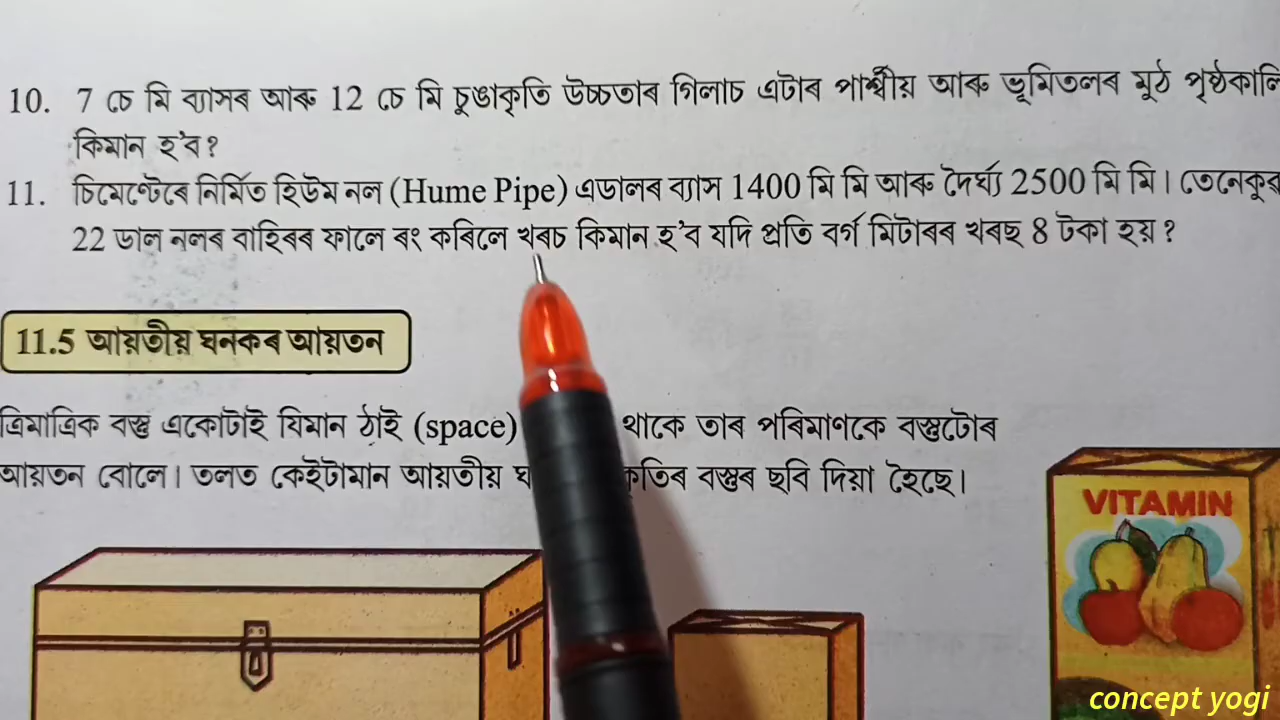 10. 7 চে মি ব্যাসৰ আৰু 12 চে মি চুঙাকৃতি উচ্চতাৰ গিলাচ এটাৰ পাৰ্শ্বীয় আৰু ভূমিতলৰ মুঠ পৃষ্ঠকালি
কিমান হ'ব?
11. চিমেণ্টেৰে নিৰ্মিত হিউম নল (Hume Pipe) এডালৰ ব্যাস 1400 মি মি আৰু দৈৰ্ঘ্য 2500 মি মি।
22 ডাল নলৰ বাহিৰৰ ফালে ৰং কৰিলে খৰচ কিমান হ'ব যদি প্ৰতি বৰ্গ মিটাৰৰ খৰছ 8 টকা হয়?
11.5 আয়তীয় ঘনকৰ আয়তন
ত্ৰিমাত্ৰিক বস্তু একোটাই যিমান ঠাই (space) থাকে তাৰ পৰিমাণকে বস্তুটোৰ
আয়তন বোলে। তলত কেইটামান আয়তীয় বস্তুৰ ছবি দিয়া হৈছে।
VITAMIN
concept yogi